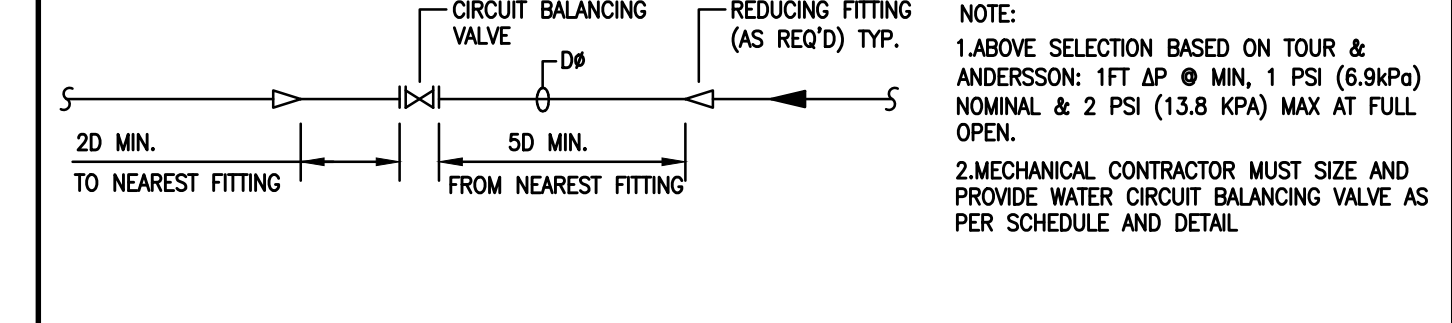 CIRCUIT BALANCING
VALVE
REDUCING FITTING
(AS REQ'D) TYP.
DØ
2D MIN.
TO NEAREST FITTING
5D MIN.
FROM NEAREST FITTING
NOTE:
1.ABOVE SELECTION BASED ON TOUR &
ANDERSSON: 1FT ΔP @ MIN, 1 PSI (6.9kPa)
NOMINAL & 2 PSI (13.8 KPA) MAX AT FULL
OPEN.
2.MECHANICAL CONTRACTOR MUST SIZE AND
PROVIDE WATER CIRCUIT BALANCING VALVE AS
PER SCHEDULE AND DETAIL